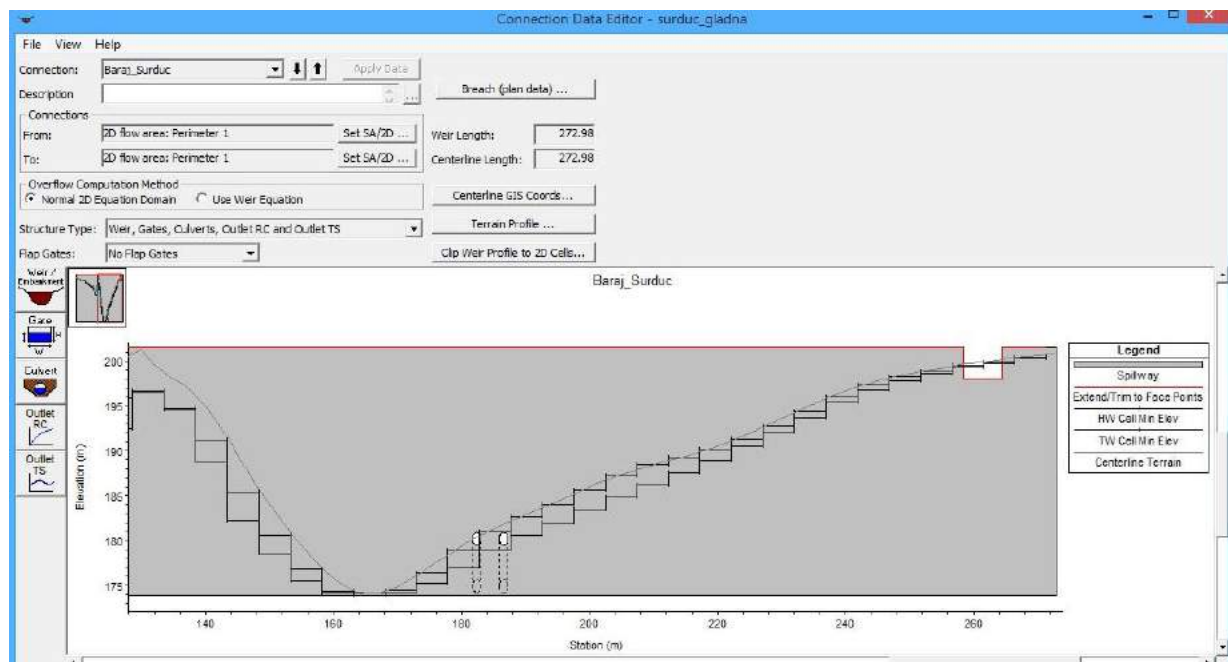 Connection Data Editor - surduc_gladna
File View Help
Connection: Baraj_Surduc Apply Data
Description ... Breach (plan data) ...
Connections
From: 2D flow area: Perimeter 1 Set SA/2D ... Weir Length: 272.98
To: 2D flow area: Perimeter 1 Set SA/2D ... Centerline Length: 272.98
Overflow Computation Method
Normal 2D Equation Domain Use Weir Equation Centerline GIS Coords...
Structure Type: Weir, Gates, Culverts, Outlet RC and Outlet TS Terrain Profile ...
Flap Gates: No Flap Gates Clip Weir Profile to 2D Cells...
Weir / Embankment
Gate
H
W
Culvert
Outlet RC
Outlet TS
Baraj_Surduc
Elevation (m)
200
195
190
185
180
175
140 160 180 200 220 240 260
Station (m)
Legend
Spillway
Extend/Trim to Face Points
HW Cell Min Elev
TW Cell Min Elev
Centerline Terrain